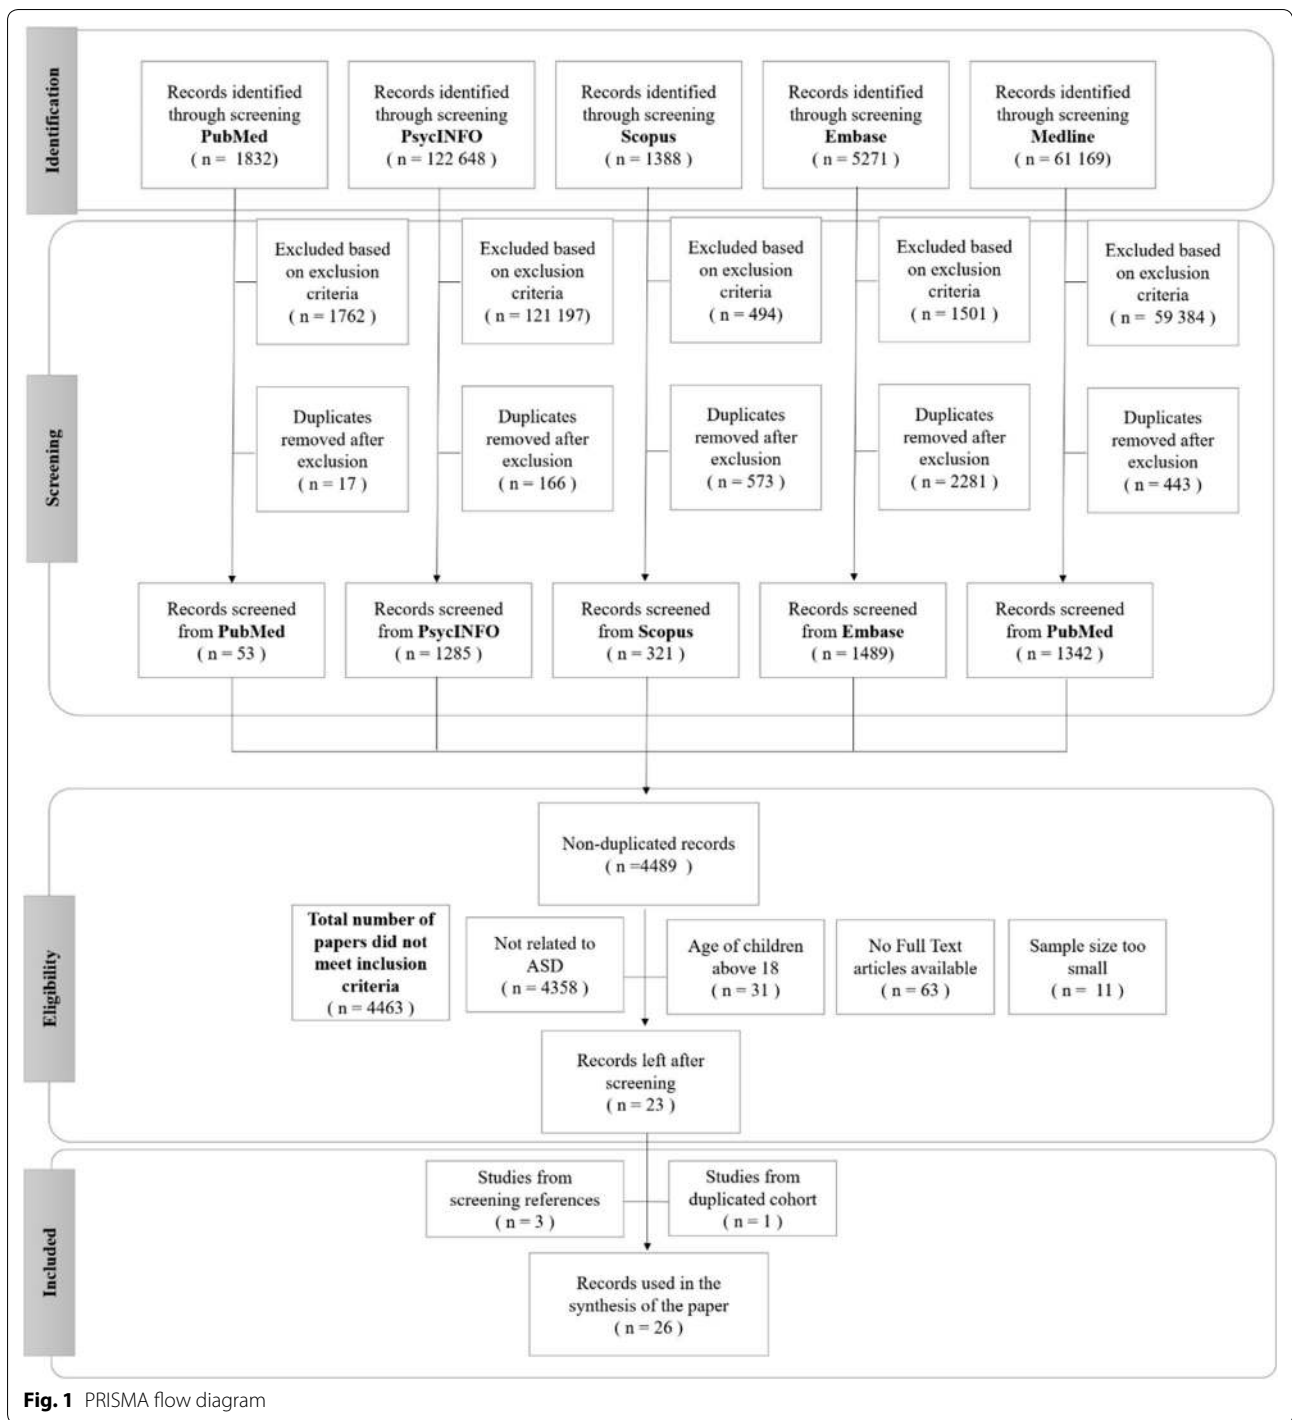 Identification
Records identified
through screening
PubMed
( n = 1832)
Records identified
through screening
PsycINFO
( n = 122 648)
Records identified
through screening
Scopus
( n = 1388 )
Records identified
through screening
Embase
( n = 5271 )
Records identified
through screening
Medline
( n = 61 169)
Screening
Excluded based
on exclusion
criteria
( n = 1762 )
Excluded based
on exclusion
criteria
( n = 121 197)
Excluded based
on exclusion
criteria
( n = 494)
Excluded based
on exclusion
criteria
( n = 1501 )
Excluded based
on exclusion
criteria
( n = 59 384 )
Duplicates
removed after
exclusion
( n = 17 )
Duplicates
removed after
exclusion
( n = 166 )
Duplicates
removed after
exclusion
( n = 573 )
Duplicates
removed after
exclusion
( n = 2281 )
Duplicates
removed after
exclusion
( n = 443 )
Records screened
from PubMed
( n = 53 )
Records screened
from PsycINFO
( n = 1285 )
Records screened
from Scopus
( n = 321 )
Records screened
from Embase
( n = 1489)
Records screened
from PubMed
( n = 1342 )
Eligibility
Non-duplicated records
( n =4489 )
Total number of
papers did not
meet inclusion
criteria
( n = 4463 )
Not related to
ASD
( n = 4358 )
Age of children
above 18
( n = 31 )
No Full Text
articles available
( n = 63 )
Sample size too
small
( n = 11 )
Records left after
screening
( n = 23 )
Included
Studies from
screening references
( n = 3 )
Studies from
duplicated cohort
( n = 1 )
Records used in the
synthesis of the paper
( n = 26 )
Fig. 1 PRISMA flow diagram